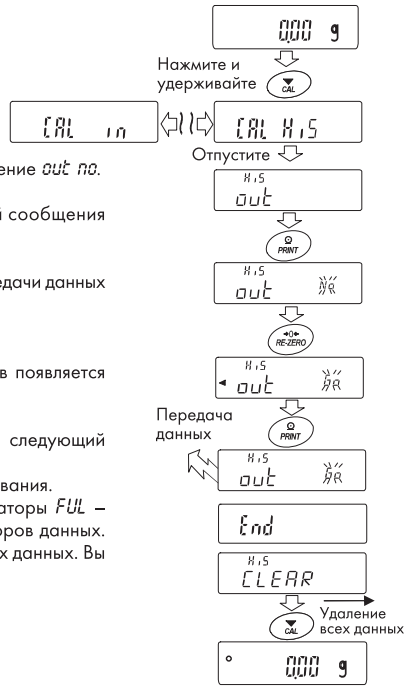 0.00 g
Нажмите и
удерживайте
CAL
CAL in
CAL HiS
Отпустите
HiS
out
PRINT
HiS
out
RE-ZERO
HiS
out
Передача
данных
PRINT
HiS
out
End
HiS
CLEAR
Удаление
всех данных
CAL
0.00 g
ение out no.
й сообщения
едачи данных
в появляется
следующий
вания.
аторы FUL –
оров данных.
х данных. Вы